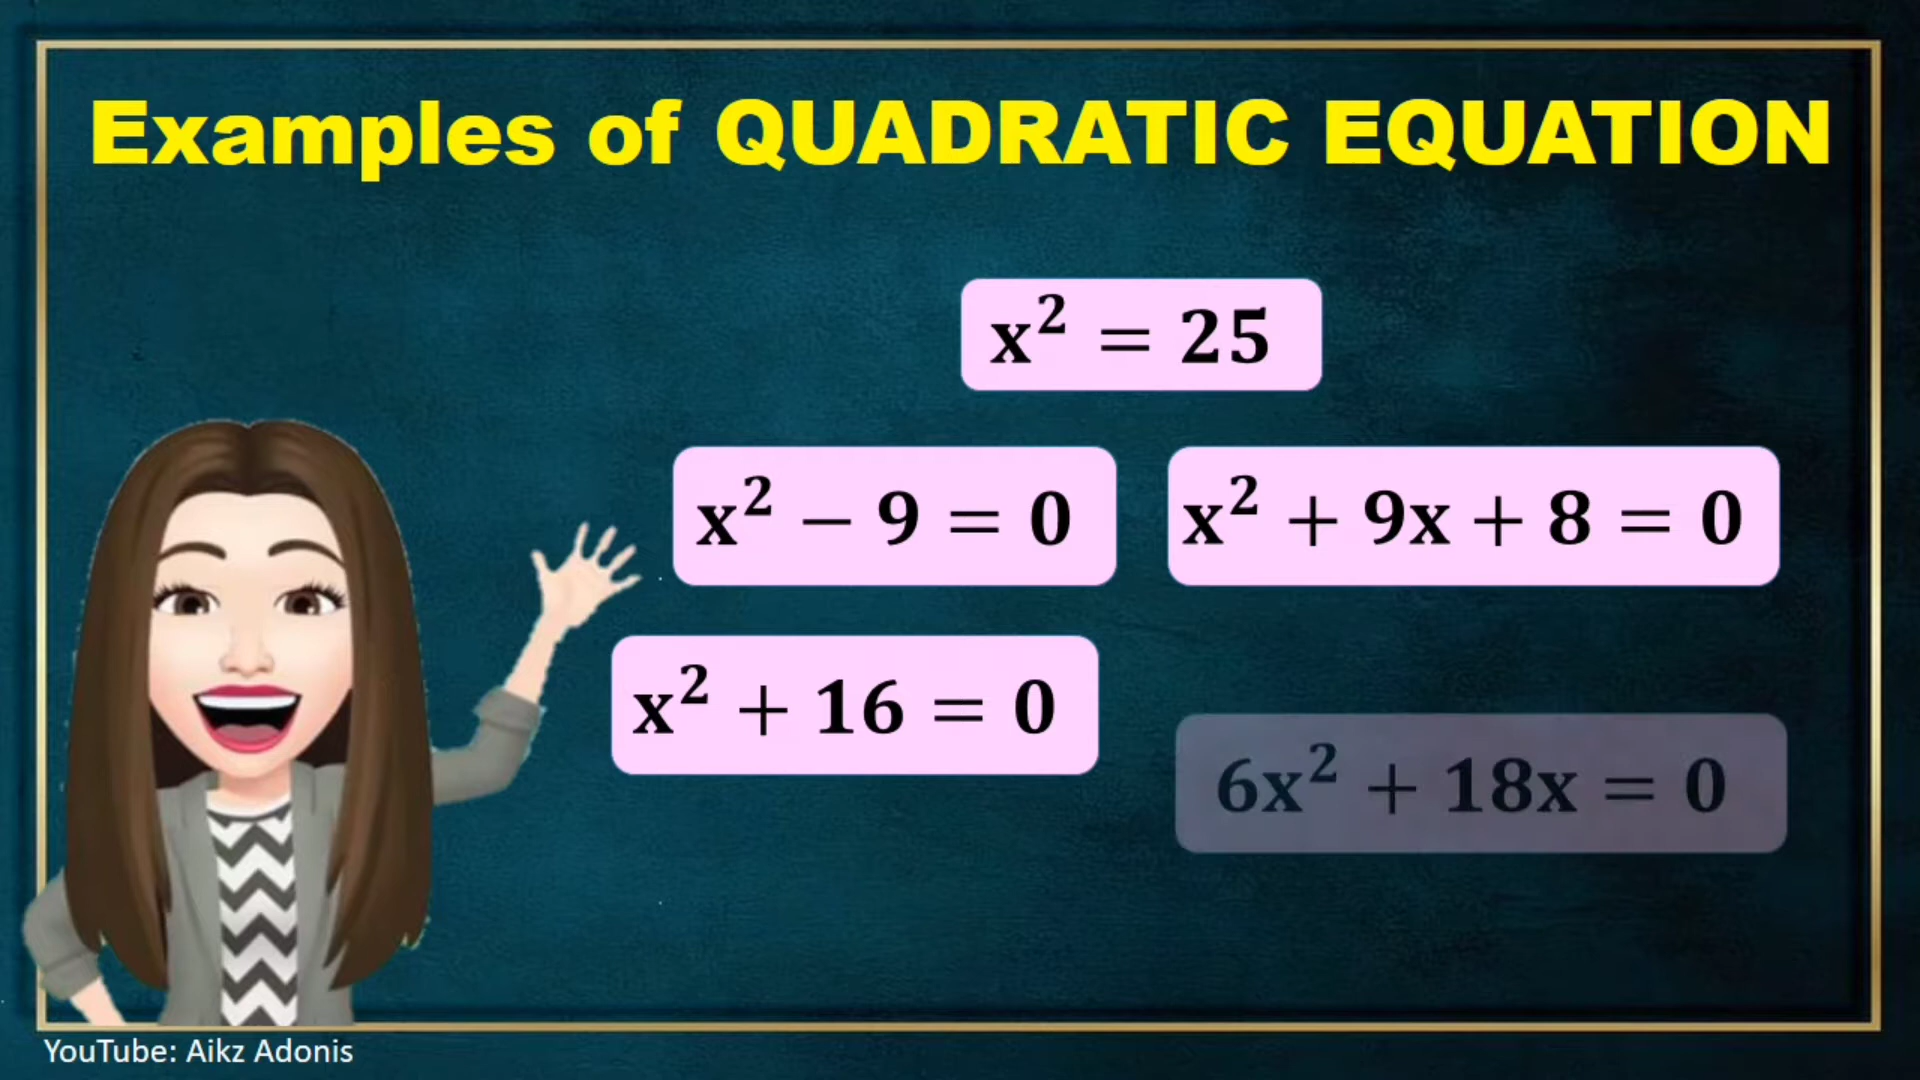 Examples of QUADRATIC EQUATION
x² = 25
x² − 9 = 0
x² + 9x + 8 = 0
x² + 16 = 0
6x² + 18x = 0
YouTube: Aikz Adonis